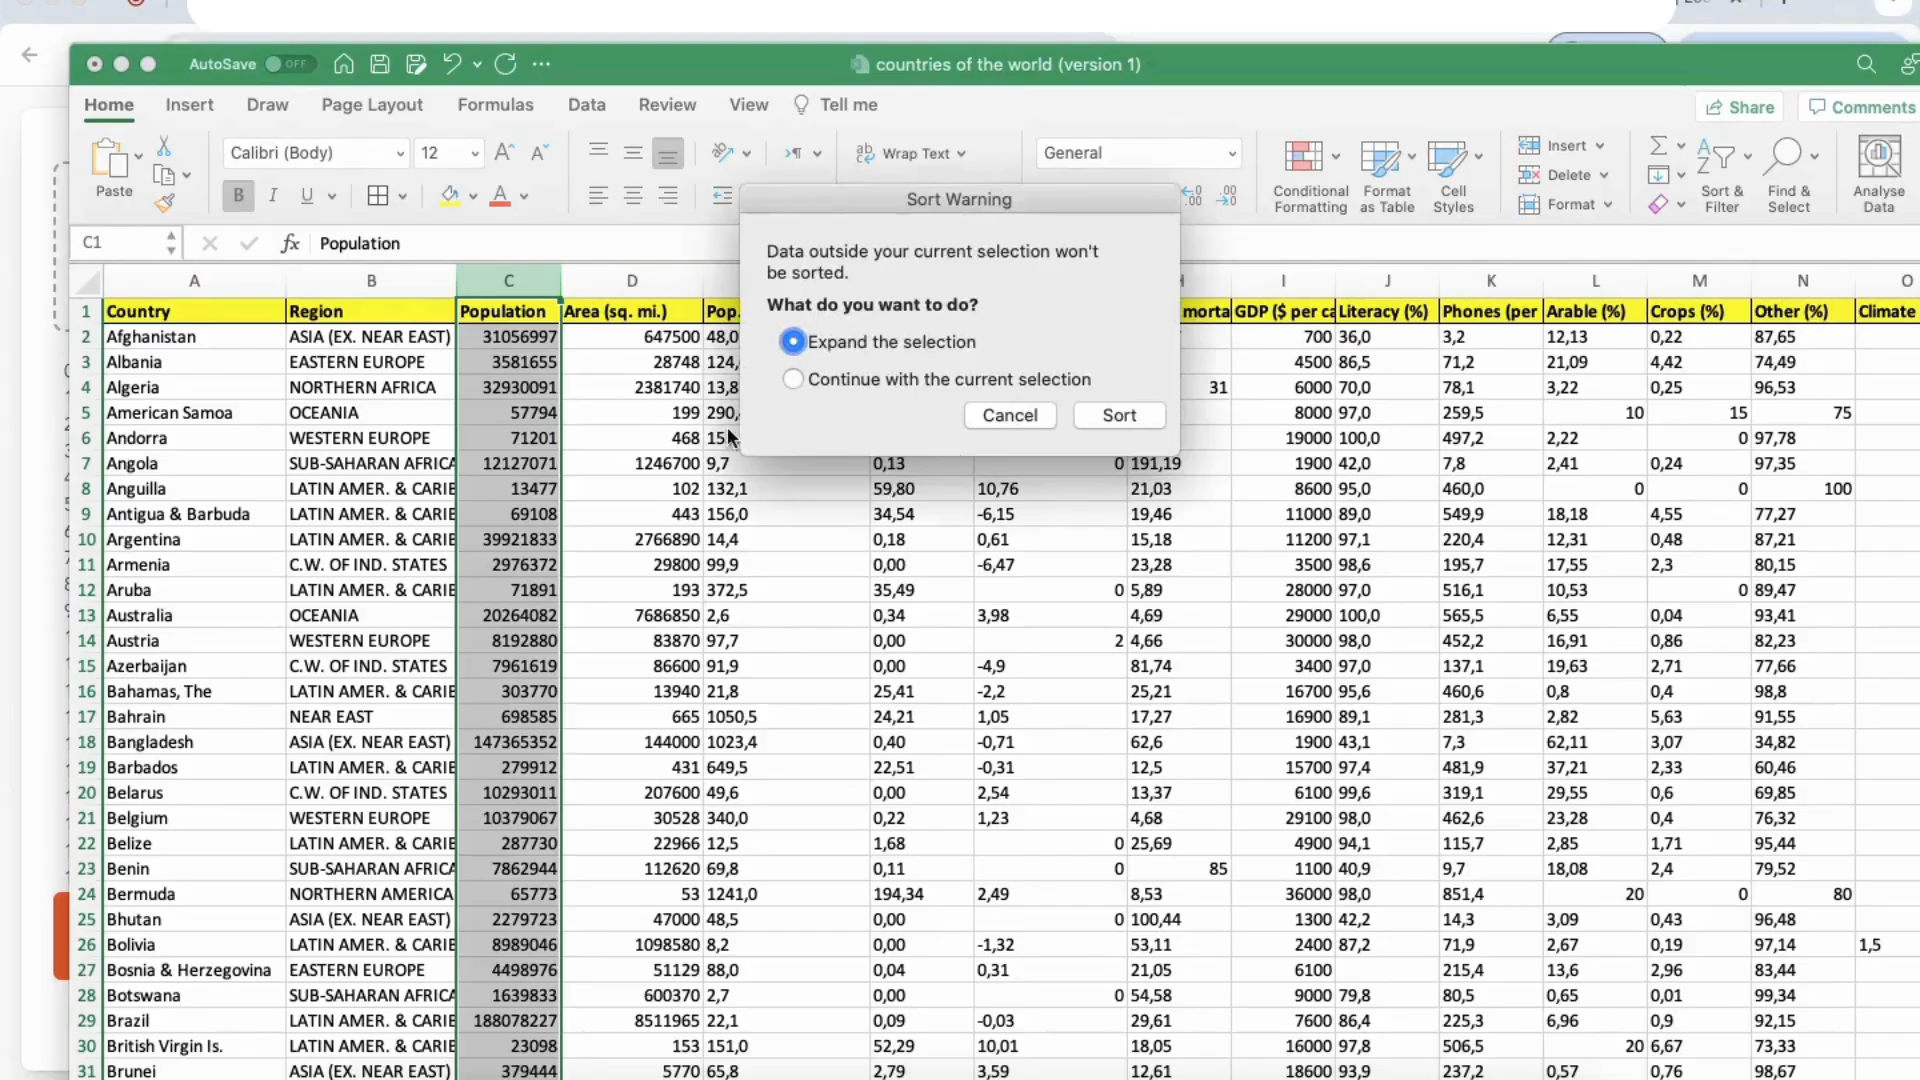 AutoSave OFF countries of the world (version 1)
Home Insert Draw Page Layout Formulas Data Review View Tell me Share Comments
Calibri (Body) 12 Wrap Text General Insert
Paste Conditional Formatting Format as Table Cell Styles Delete Format Sort & Filter Find & Select Analyse Data
B I U
Sort Warning
Data outside your current selection won't
be sorted.
What do you want to do?
Expand the selection
Continue with the current selection
Cancel Sort
C1 fx Population
A B C D I J K L M N O
1 Country Region Population Area (sq. mi.) Pop. morta GDP ($ per ca Literacy (%) Phones (per Arable (%) Crops (%) Other (%) Climate
2 Afghanistan ASIA (EX. NEAR EAST) 31056997 647500 48,0 700 36,0 3,2 12,13 0,22 87,65
3 Albania EASTERN EUROPE 3581655 28748 124, 4500 86,5 71,2 21,09 4,42 74,49
4 Algeria NORTHERN AFRICA 32930091 2381740 13,8 31 6000 70,0 78,1 3,22 0,25 96,53
5 American Samoa OCEANIA 57794 199 290, 8000 97,0 259,5 10 15 75
6 Andorra WESTERN EUROPE 71201 468 15 19000 100,0 497,2 2,22 0 97,78
7 Angola SUB-SAHARAN AFRICA 12127071 1246700 9,7 0,13 0 191,19 1900 42,0 7,8 2,41 0,24 97,35
8 Anguilla LATIN AMER. & CARIB 13477 102 132,1 59,80 10,76 21,03 8600 95,0 460,0 0 0 100
9 Antigua & Barbuda LATIN AMER. & CARIB 69108 443 156,0 34,54 -6,15 19,46 11000 89,0 549,9 18,18 4,55 77,27
10 Argentina LATIN AMER. & CARIB 39921833 2766890 14,4 0,18 0,61 15,18 11200 97,1 220,4 12,31 0,48 87,21
11 Armenia C.W. OF IND. STATES 2976372 29800 99,9 0,00 -6,47 23,28 3500 98,6 195,7 17,55 2,3 80,15
12 Aruba LATIN AMER. & CARIB 71891 193 372,5 35,49 0 5,89 28000 97,0 516,1 10,53 0 89,47
13 Australia OCEANIA 20264082 7686850 2,6 0,34 3,98 4,69 29000 100,0 565,5 6,55 0,04 93,41
14 Austria WESTERN EUROPE 8192880 83870 97,7 0,00 2 4,66 30000 98,0 452,2 16,91 0,86 82,23
15 Azerbaijan C.W. OF IND. STATES 7961619 86600 91,9 0,00 -4,9 81,74 3400 97,0 137,1 19,63 2,71 77,66
16 Bahamas, The LATIN AMER. & CARIB 303770 13940 21,8 25,41 -2,2 25,21 16700 95,6 460,6 0,8 0,4 98,8
17 Bahrain NEAR EAST 698585 665 1050,5 24,21 1,05 17,27 16900 89,1 281,3 2,82 5,63 91,55
18 Bangladesh ASIA (EX. NEAR EAST) 147365352 144000 1023,4 0,40 -0,71 62,6 1900 43,1 7,3 62,11 3,07 34,82
19 Barbados LATIN AMER. & CARIB 279912 431 649,5 22,51 -0,31 12,5 15700 97,4 481,9 37,21 2,33 60,46
20 Belarus C.W. OF IND. STATES 10293011 207600 49,6 0,00 2,54 13,37 6100 99,6 319,1 29,55 0,6 69,85
21 Belgium WESTERN EUROPE 10379067 30528 340,0 0,22 1,23 4,68 29100 98,0 462,6 23,28 0,4 76,32
22 Belize LATIN AMER. & CARIB 287730 22966 12,5 1,68 0 25,69 4900 94,1 115,7 2,85 1,71 95,44
23 Benin SUB-SAHARAN AFRICA 7862944 112620 69,8 0,11 0 85 1100 40,9 9,7 18,08 2,4 79,52
24 Bermuda NORTHERN AMERICA 65773 53 1241,0 194,34 2,49 8,53 36000 98,0 851,4 20 0 80
25 Bhutan ASIA (EX. NEAR EAST) 2279723 47000 48,5 0,00 0 100,44 1300 42,2 14,3 3,09 0,43 96,48
26 Bolivia LATIN AMER. & CARIB 8989046 1098580 8,2 0,00 -1,32 53,11 2400 87,2 71,9 2,67 0,19 97,14 1,5
27 Bosnia & Herzegovina EASTERN EUROPE 4498976 51129 88,0 0,04 0,31 21,05 6100 215,4 13,6 2,96 83,44
28 Botswana SUB-SAHARAN AFRICA 1639833 600370 2,7 0,00 0 54,58 9000 79,8 80,5 0,65 0,01 99,34
29 Brazil LATIN AMER. & CARIB 188078227 8511965 22,1 0,09 -0,03 29,61 7600 86,4 225,3 6,96 0,9 92,15
30 British Virgin Is. LATIN AMER. & CARIB 23098 153 151,0 52,29 10,01 18,05 16000 97,8 506,5 20 6,67 73,33
31 Brunei ASIA (EX. NEAR EAST) 379444 5770 65,8 2,79 3,59 12,61 18600 93,9 237,2 0,57 0,76 98,67